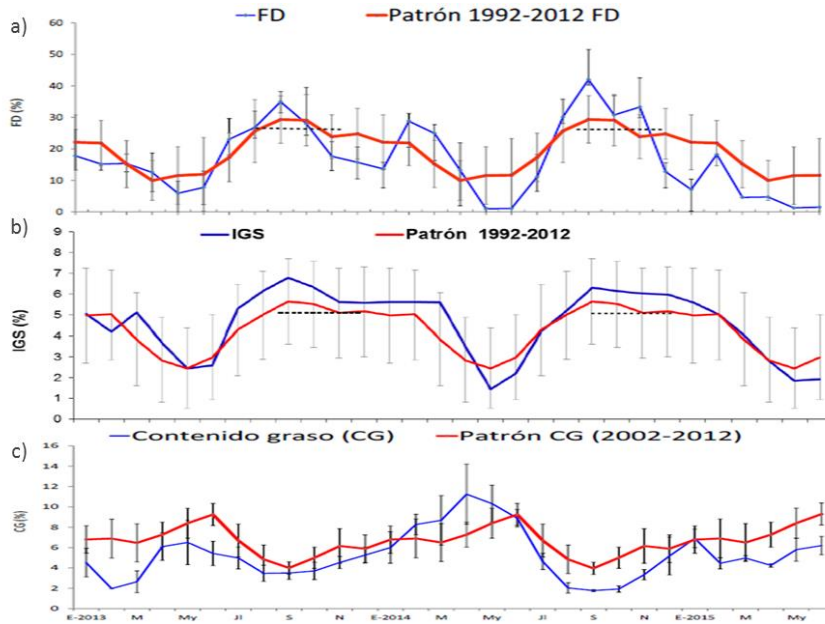 a)
FD
Patrón 1992-2012 FD
FD (%)
60
50
40
30
20
10
0
b)
IGS
Patrón 1992-2012
IGS (%)
9
8
7
6
5
4
3
2
1
0
c)
Contenido graso (CG)
Patrón CG (2002-2012)
CG (%)
16
14
12
10
8
6
4
2
0
E-2013 M My Jl S N E-2014 M My Jl S N E-2015 M My